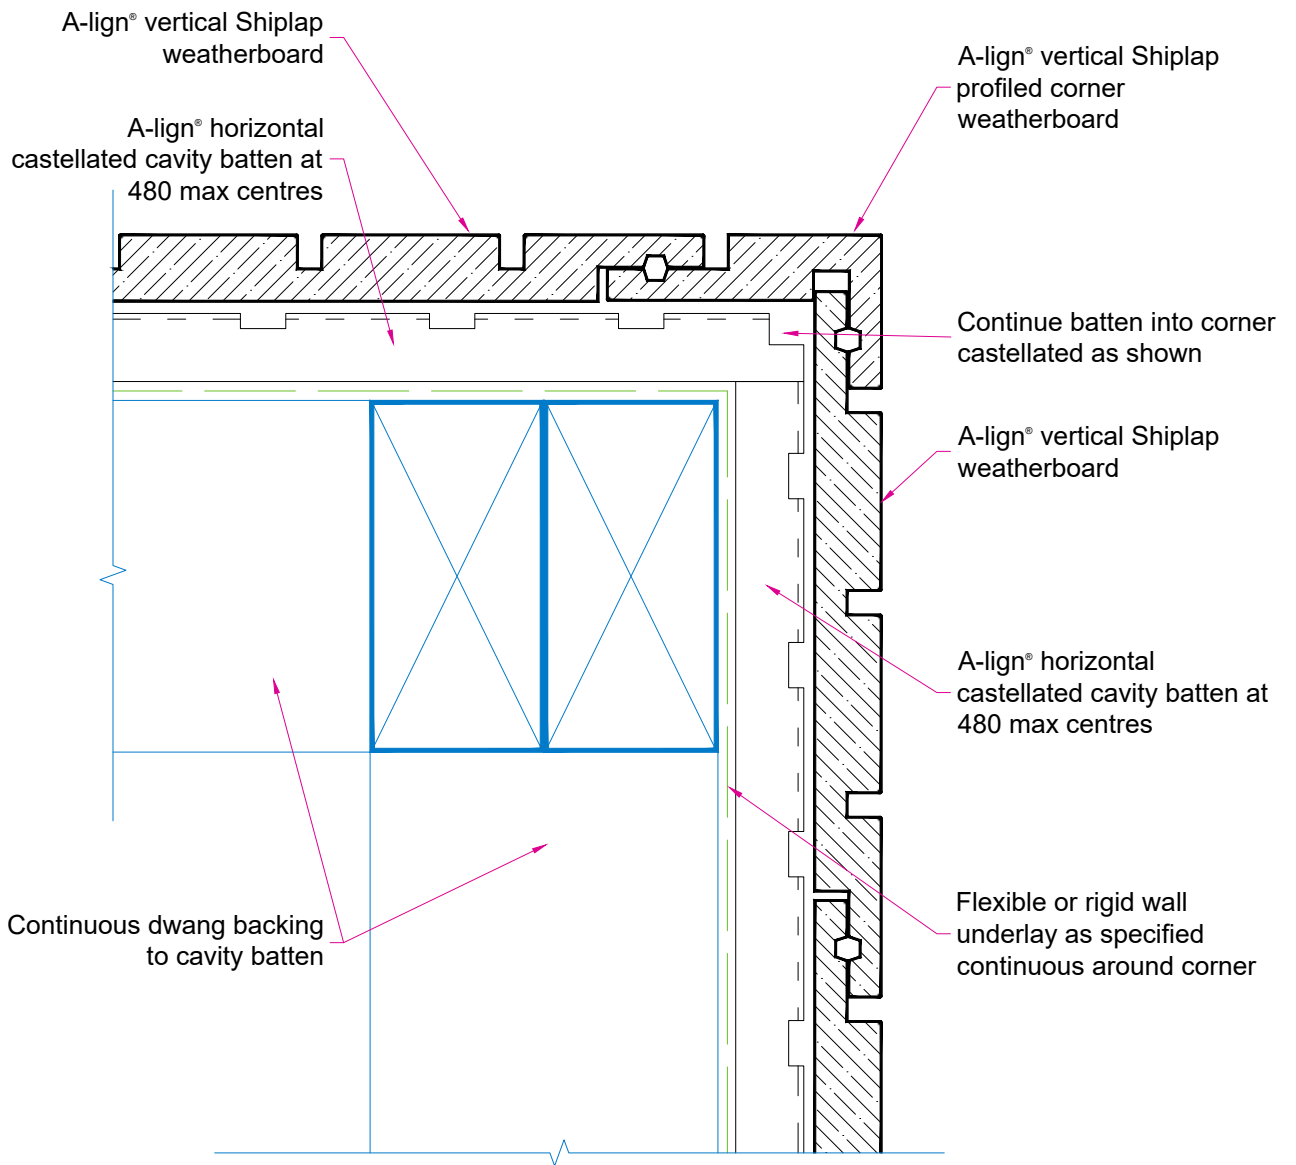 A-lign® vertical Shiplap
weatherboard
A-lign® horizontal
castellated cavity batten at
480 max centres
A-lign® vertical Shiplap
profiled corner
weatherboard
Continue batten into corner
castellated as shown
A-lign® vertical Shiplap
weatherboard
A-lign® horizontal
castellated cavity batten at
480 max centres
Flexible or rigid wall
underlay as specified
continuous around corner
Continuous dwang backing
to cavity batten